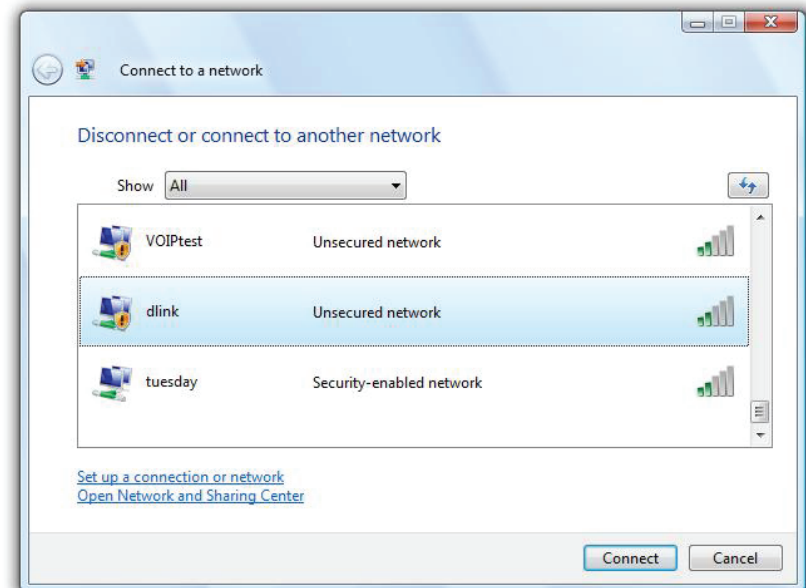 Connect to a network
Disconnect or connect to another network
Show All
VOIPtest Unsecured network
dlink Unsecured network
tuesday Security-enabled network
Set up a connection or network
Open Network and Sharing Center
Connect Cancel